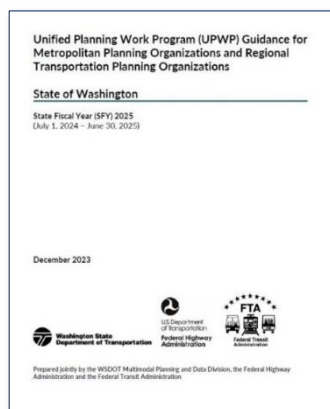 Unified Planning Work Program (UPWP) Guidance for
Metropolitan Planning Organizations and Regional
Transportation Planning Organizations
State of Washington
State Fiscal Year (SFY) 2025
(July 1, 2024 – June 30, 2025)
December 2023
Washington State
Department of Transportation
U.S. Department
of Transportation
Federal Highway
Administration
FTA
Federal Transit
Administration
Prepared jointly by the WSDOT Multimodal Planning and Data Division, the Federal Highway
Administration and the Federal Transit Administration.